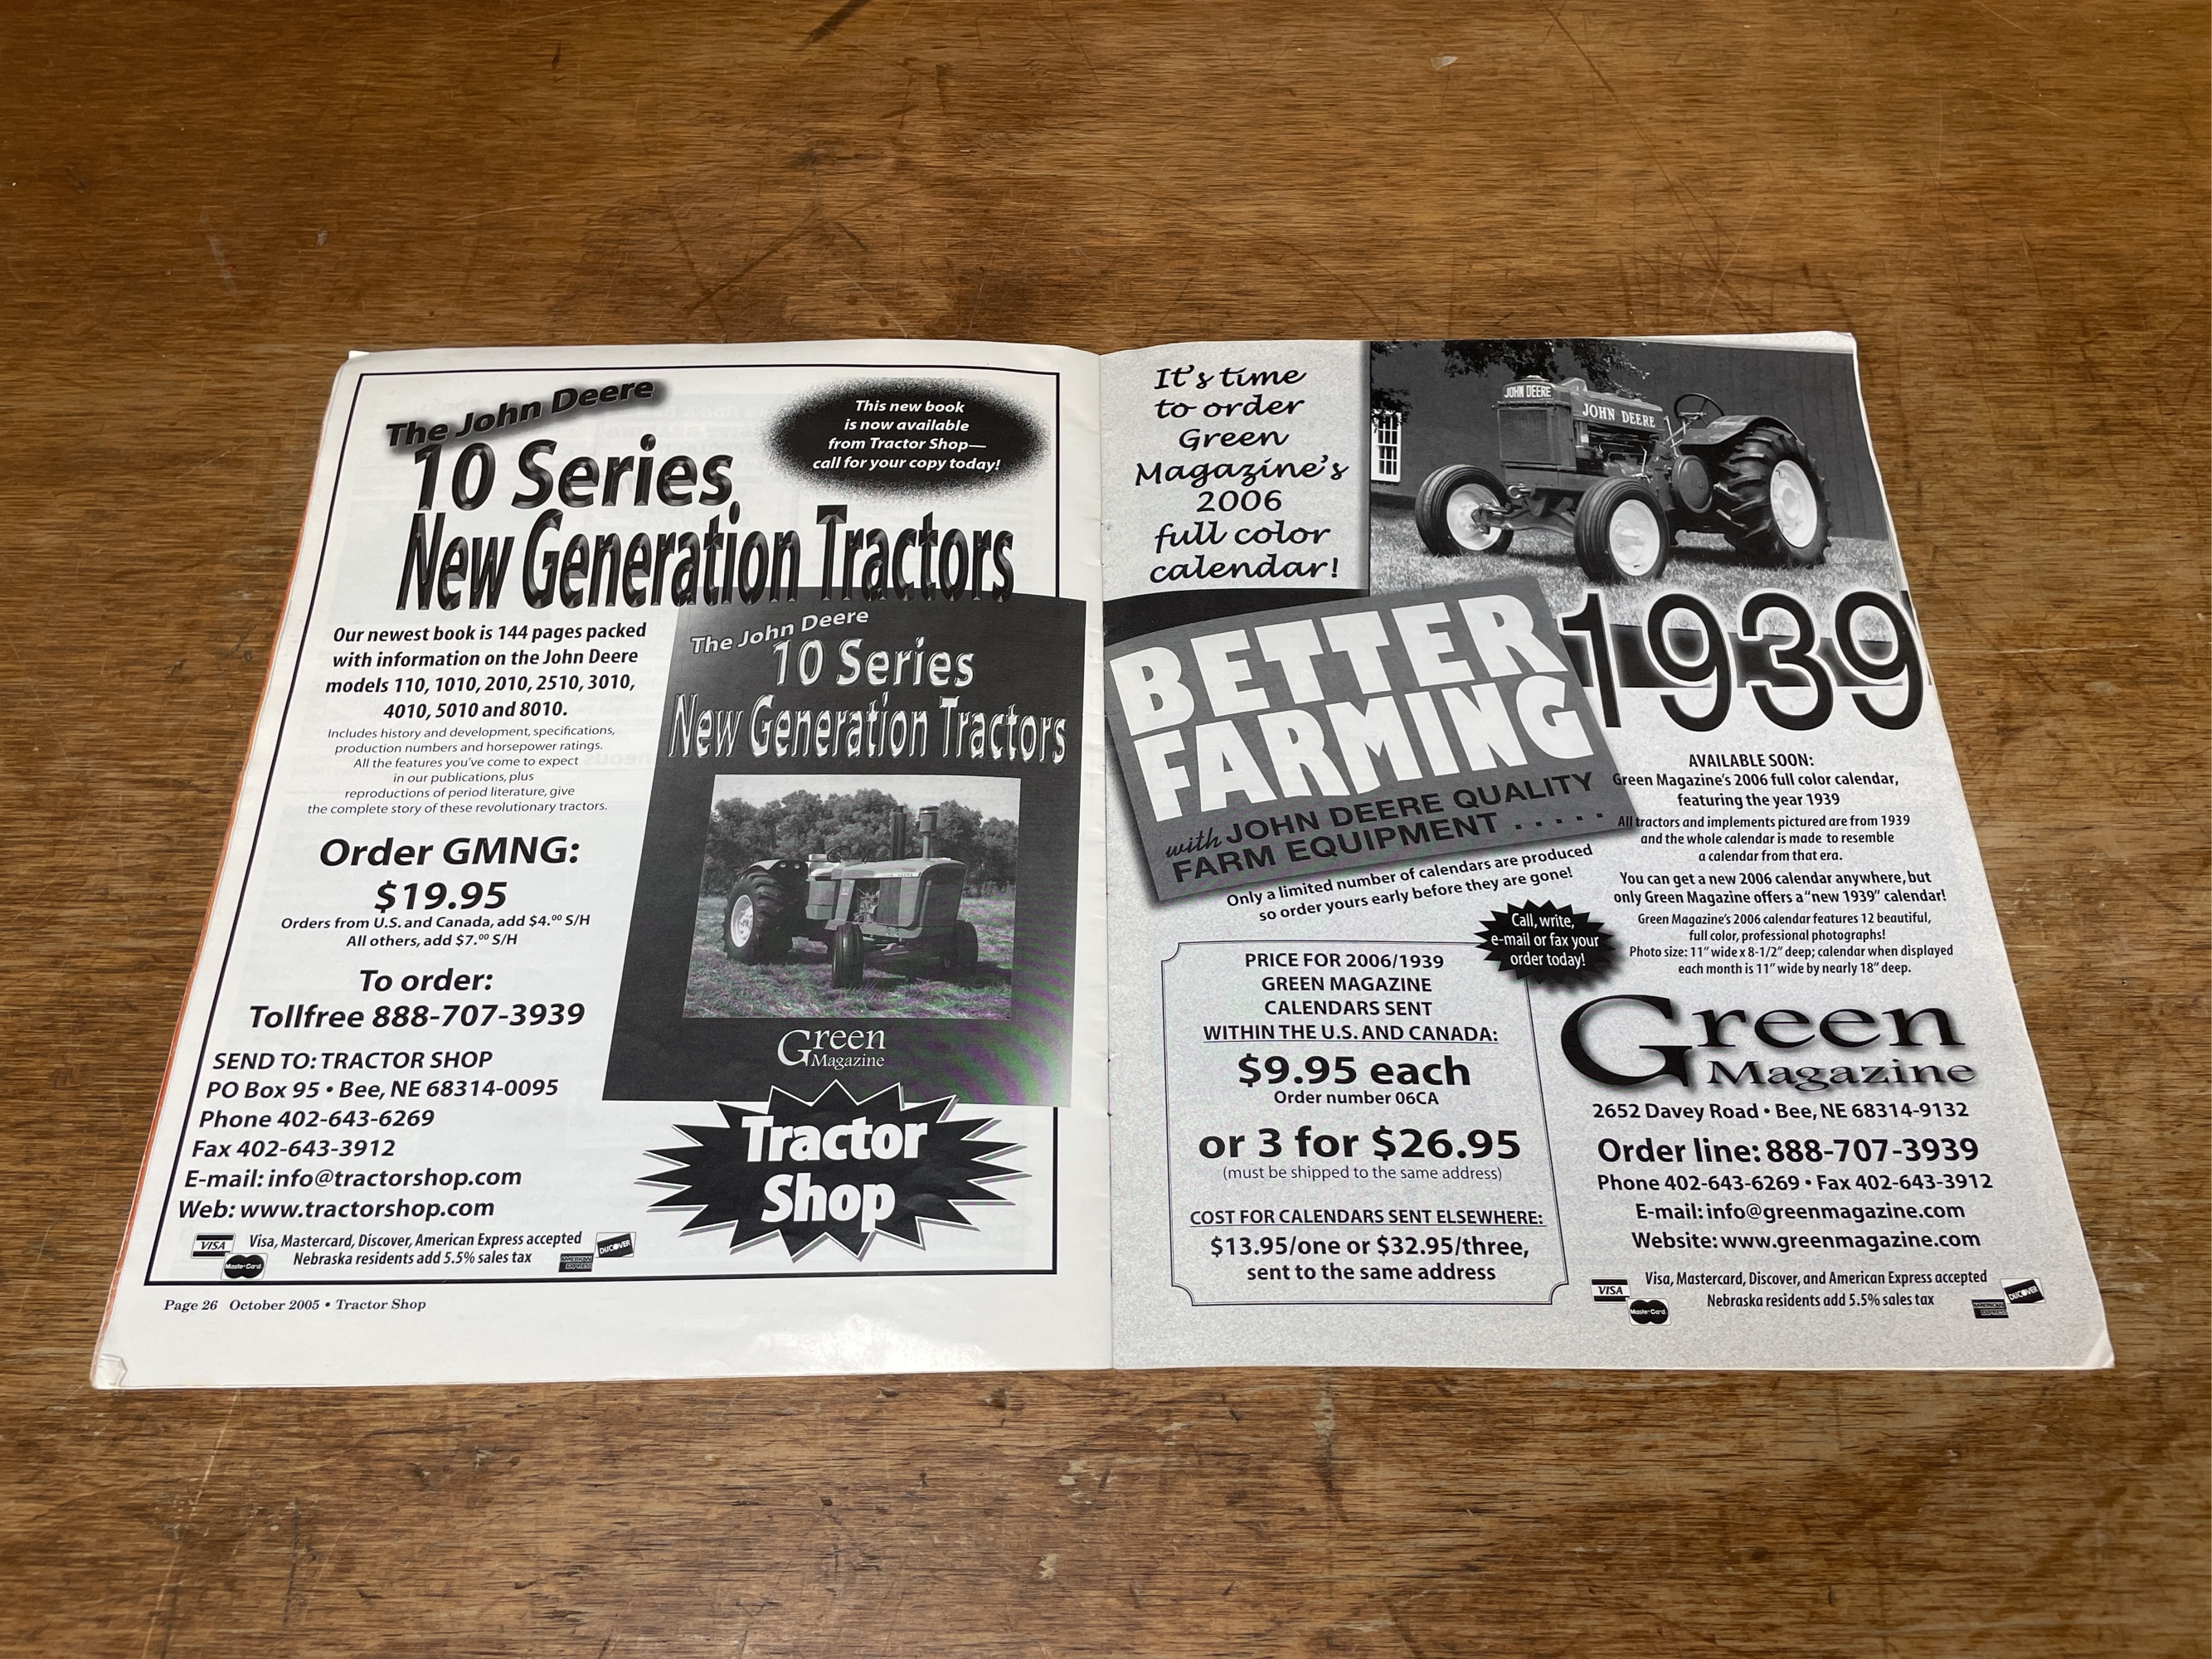 The John Deere
10 Series
New Generation Tractors
This new book
is now available
from Tractor Shop—
call for your copy today!
Our newest book is 144 pages packed
with information on the John Deere
models 110, 1010, 2010, 2510, 3010,
4010, 5010 and 8010.
Includes history and development, specifications,
production numbers and horsepower ratings.
All the features you've come to expect
in our publications, plus
reproductions of period literature, give
the complete story of these revolutionary tractors.
Order GMNG:
$19.95
Orders from U.S. and Canada, add $4.00 S/H
All others, add $7.00 S/H
To order:
Tollfree 888-707-3939
SEND TO: TRACTOR SHOP
PO Box 95 • Bee, NE 68314-0095
Phone 402-643-6269
Fax 402-643-3912
E-mail: info@tractorshop.com
Web: www.tractorshop.com
VISA
MasterCard
Visa, Mastercard, Discover, American Express accepted
Nebraska residents add 5.5% sales tax
AMERICAN
EXPRESS
DISCOVER
The John Deere
10 Series
New Generation Tractors
Green
Magazine
Tractor
Shop
Page 26 October 2005 • Tractor Shop
It's time
to order
Green
Magazine's
2006
full color
calendar!
JOHN DEERE
JOHN DEERE
BETTER
FARMING
with JOHN DEERE QUALITY
FARM EQUIPMENT . . . . .
1939
Only a limited number of calendars are produced
so order yours early before they are gone!
AVAILABLE SOON:
Green Magazine's 2006 full color calendar,
featuring the year 1939
All tractors and implements pictured are from 1939
and the whole calendar is made to resemble
a calendar from that era.
You can get a new 2006 calendar anywhere, but
only Green Magazine offers a "new 1939" calendar!
Green Magazine's 2006 calendar features 12 beautiful,
full color, professional photographs!
Photo size: 11" wide x 8-1/2" deep; calendar when displayed
each month is 11" wide by nearly 18" deep.
Call, write,
e-mail or fax your
order today!
PRICE FOR 2006/1939
GREEN MAGAZINE
CALENDARS SENT
WITHIN THE U.S. AND CANADA:
$9.95 each
Order number 06CA
or 3 for $26.95
(must be shipped to the same address)
COST FOR CALENDARS SENT ELSEWHERE:
$13.95/one or $32.95/three,
sent to the same address
Green
Magazine
2652 Davey Road • Bee, NE 68314-9132
Order line: 888-707-3939
Phone 402-643-6269 • Fax 402-643-3912
E-mail: info@greenmagazine.com
Website: www.greenmagazine.com
VISA
MasterCard
Visa, Mastercard, Discover, and American Express accepted
Nebraska residents add 5.5% sales tax
AMERICAN
EXPRESS
DISCOVER